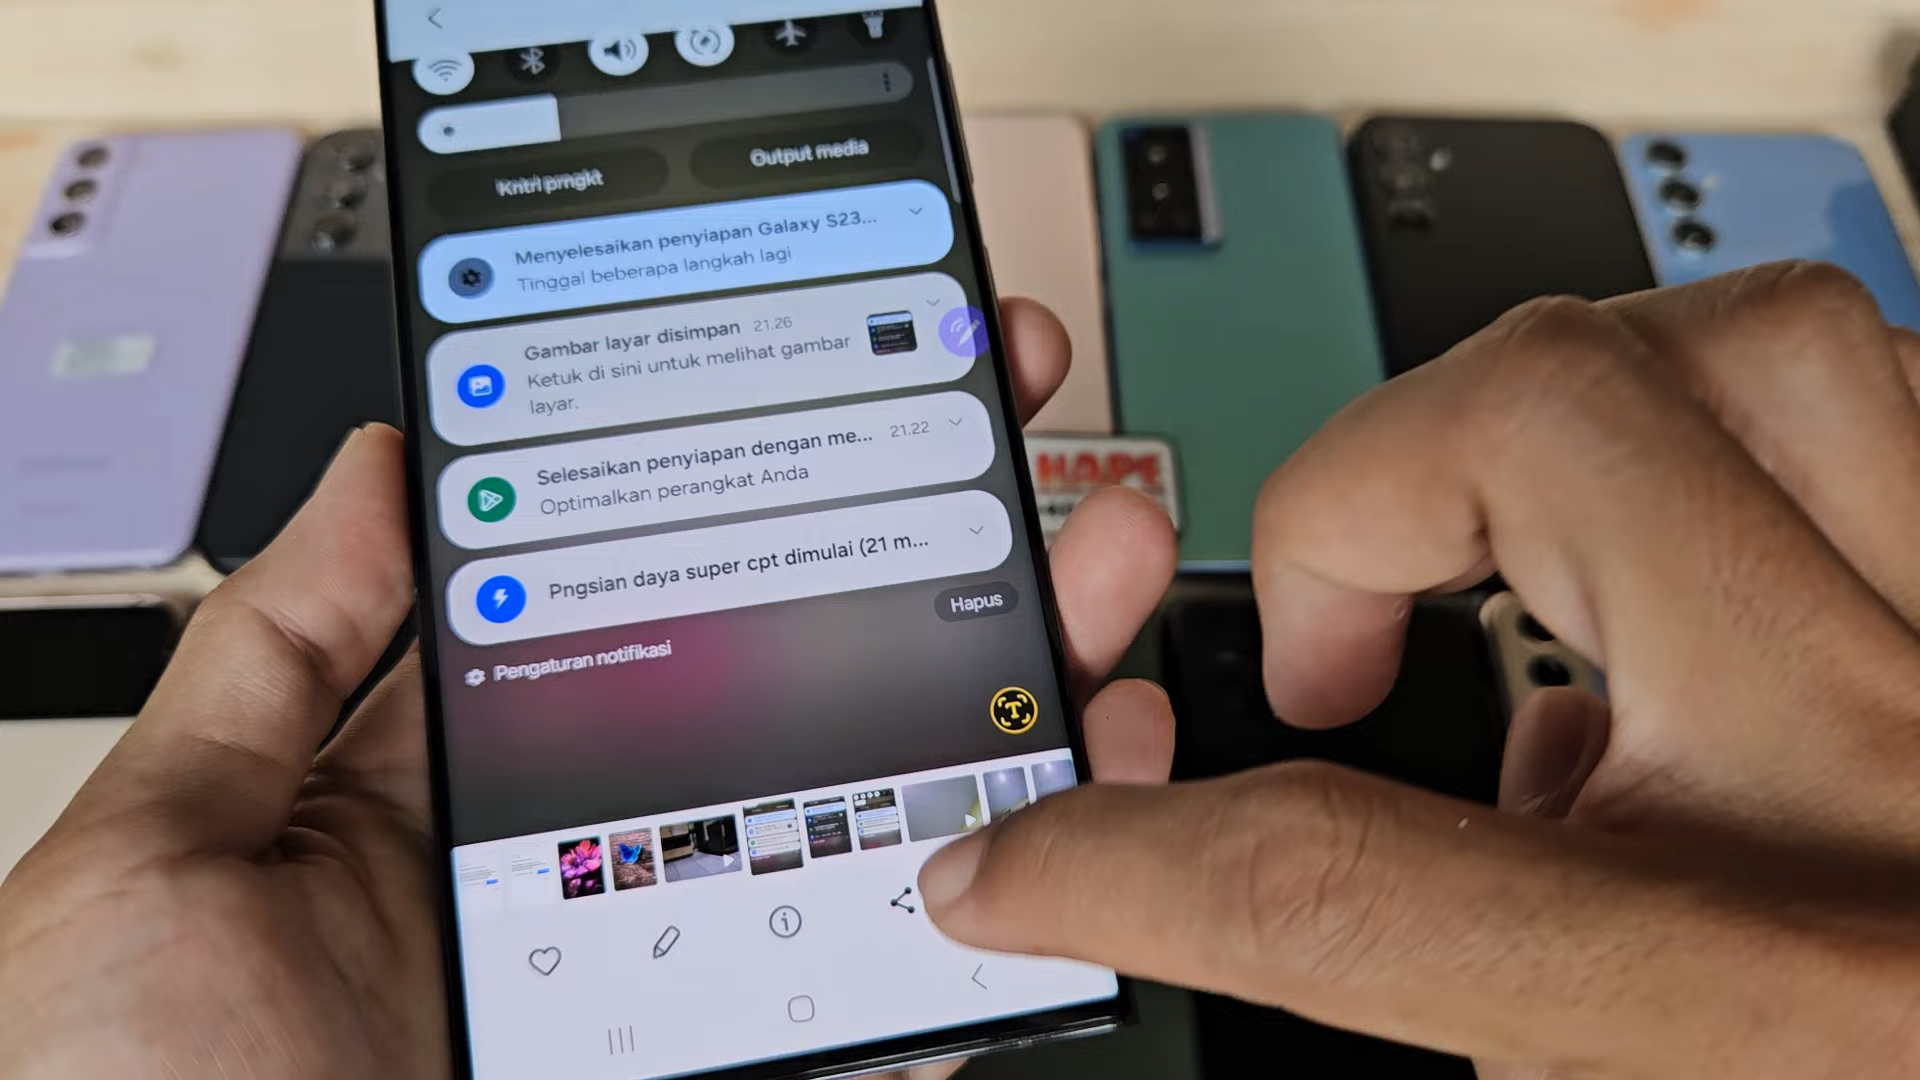 Kntrl prngkt
Output media
Menyelesaikan penyiapan Galaxy S23...
Tinggal beberapa langkah lagi
Gambar layar disimpan 21.26
Ketuk di sini untuk melihat gambar
layar.
Selesaikan penyiapan dengan me... 21.22
Optimalkan perangkat Anda
Pngsian daya super cpt dimulai (21 m...
Hapus
Pengaturan notifikasi
T
HAPE